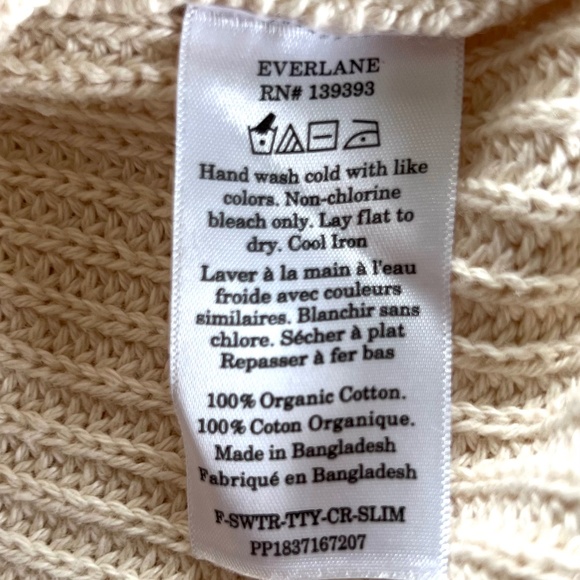 EVERLANE
RN# 139393
Hand wash cold with like
colors. Non-chlorine
bleach only. Lay flat to
dry. Cool Iron
Laver à la main à l'eau
froide avec couleurs
similaires. Blanchir sans
chlore. Sécher à plat
Repasser à fer bas
100% Organic Cotton.
100% Coton Organique.
Made in Bangladesh
Fabriqué en Bangladesh
F-SWTR-TTY-CR-SLIM
PP1837167207